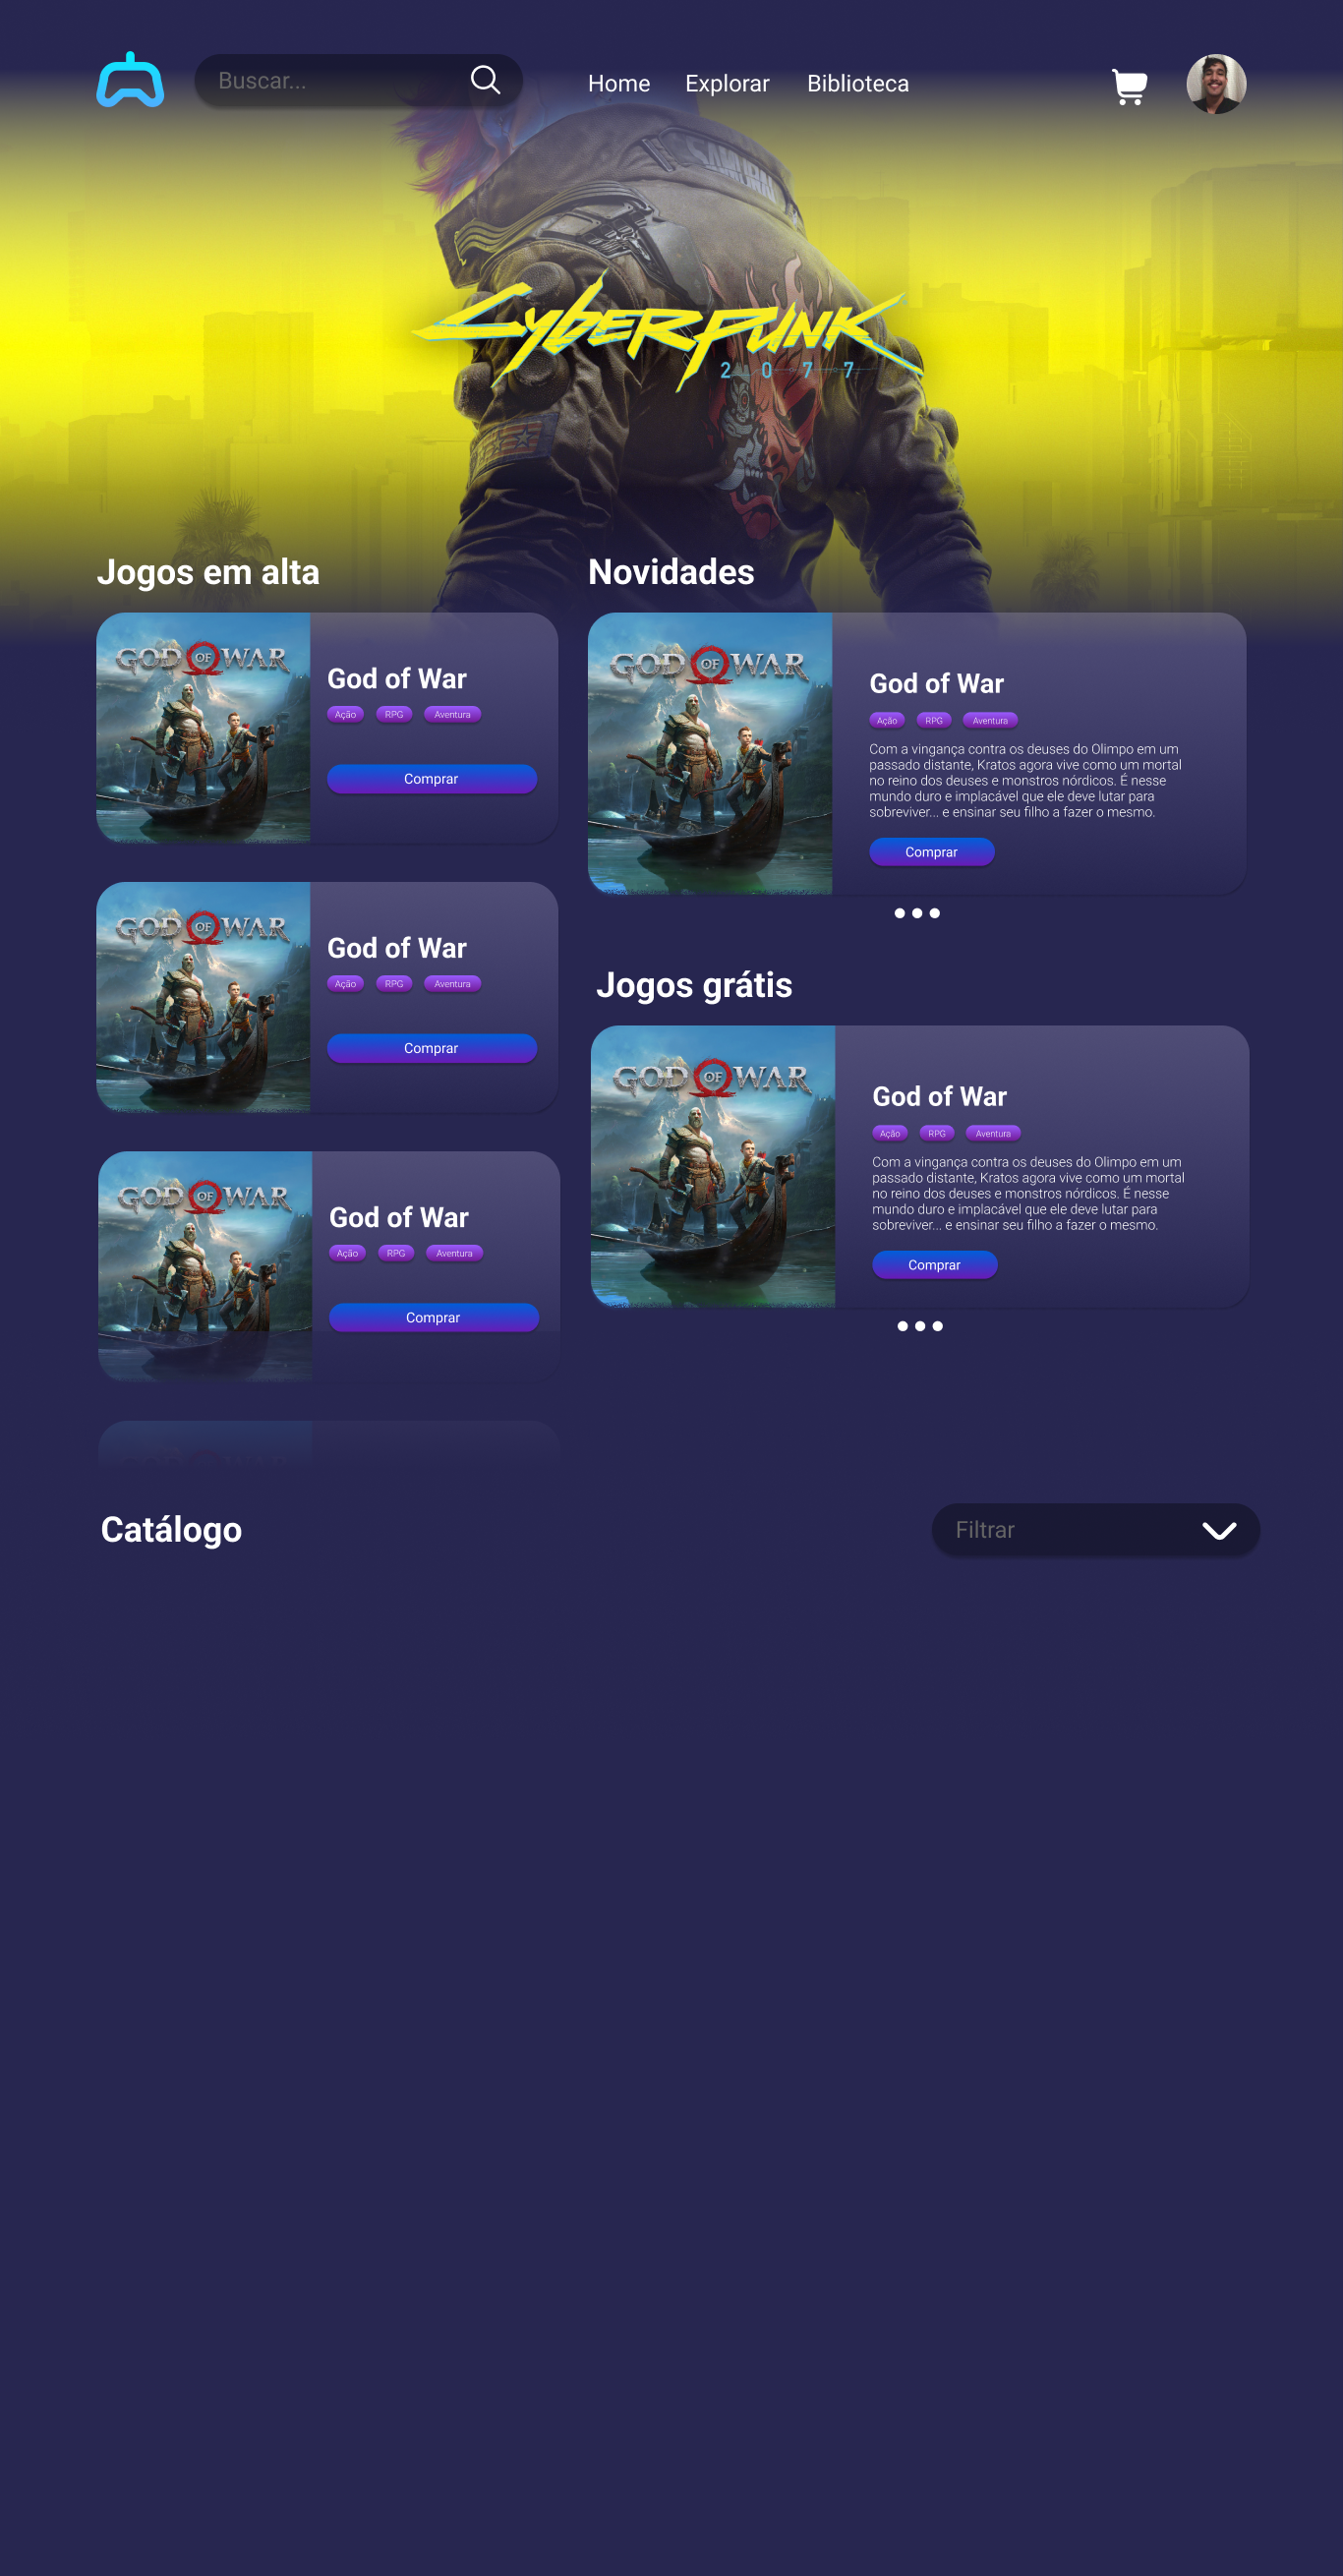 Buscar...
Home
Explorar
Biblioteca
SAMURAI
CYBERPUNK
2077
Jogos em alta
GOD OF WAR
God of War
Ação
RPG
Aventura
Comprar
GOD OF WAR
God of War
Ação
RPG
Aventura
Comprar
GOD OF WAR
God of War
Ação
RPG
Aventura
Comprar
GOD OF WAR
Novidades
GOD OF WAR
God of War
Ação
RPG
Aventura
Com a vingança contra os deuses do Olimpo em um
passado distante, Kratos agora vive como um mortal
no reino dos deuses e monstros nórdicos. É nesse
mundo duro e implacável que ele deve lutar para
sobreviver... e ensinar seu filho a fazer o mesmo.
Comprar
Jogos grátis
GOD OF WAR
God of War
Ação
RPG
Aventura
Com a vingança contra os deuses do Olimpo em um
passado distante, Kratos agora vive como um mortal
no reino dos deuses e monstros nórdicos. É nesse
mundo duro e implacável que ele deve lutar para
sobreviver... e ensinar seu filho a fazer o mesmo.
Comprar
Catálogo
Filtrar